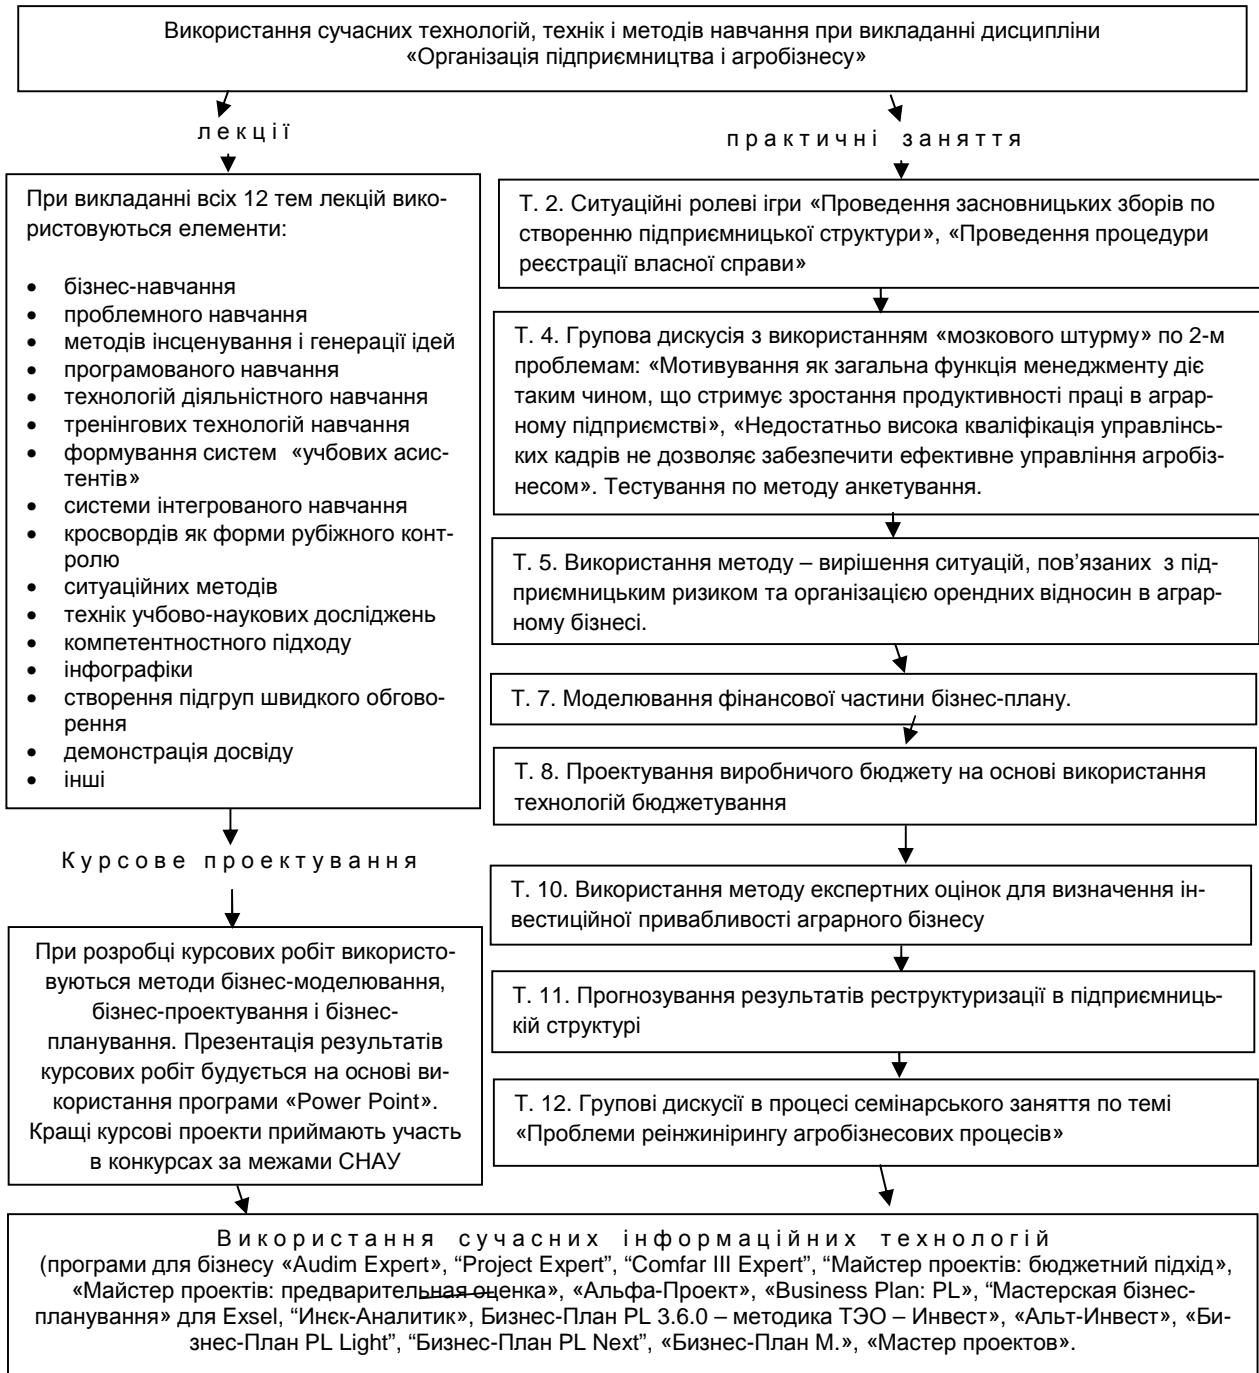 Використання сучасних технологій, технік і методів навчання при викладанні дисципліни
«Організація підприємництва і агробізнесу»
лекції
При викладанні всіх 12 тем лекцій вико-
ристовуються елементи:
• бізнес-навчання
• проблемного навчання
• методів інсценування і генерації ідей
• програмованого навчання
• технологій діяльністного навчання
• тренінгових технологій навчання
• формування систем «учбових асис-
тентів»
• системи інтегрованого навчання
• кросвордів як форми рубіжного конт-
ролю
• ситуаційних методів
• технік учбово-наукових досліджень
• компетентностного підходу
• інфографіки
• створення підгруп швидкого обгово-
рення
• демонстрація досвіду
• інші
Курсове проектування
При розробці курсових робіт використо-
вуються методи бізнес-моделювання,
бізнес-проектування і бізнес-
планування. Презентація результатів
курсових робіт будується на основі ви-
користання програми «Power Point».
Кращі курсові проекти приймають участь
в конкурсах за межами СНАУ
практичні заняття
Т. 2. Ситуаційні ролеві ігри «Проведення засновницьких зборів по
створенню підприємницької структури», «Проведення процедури
реєстрації власної справи»
Т. 4. Групова дискусія з використанням «мозкового штурму» по 2-м
проблемам: «Мотивування як загальна функція менеджменту діє
таким чином, що стримує зростання продуктивності праці в аграр-
ному підприємстві», «Недостатньо висока кваліфікація управлінсь-
ких кадрів не дозволяє забезпечити ефективне управління агробіз-
несом». Тестування по методу анкетування.
Т. 5. Використання методу – вирішення ситуацій, пов’язаних з під-
приємницьким ризиком та організацією орендних відносин в аграр-
ному бізнесі.
Т. 7. Моделювання фінансової частини бізнес-плану.
Т. 8. Проектування виробничого бюджету на основі використання
технологій бюджетування
Т. 10. Використання методу експертних оцінок для визначення ін-
вестиційної привабливості аграрного бізнесу
Т. 11. Прогнозування результатів реструктуризації в підприємниць-
кій структурі
Т. 12. Групові дискусії в процесі семінарського заняття по темі
«Проблеми реінжинірингу агробізнесових процесів»
Використання сучасних інформаційних технологій
(програми для бізнесу «Audim Expert», “Project Expert”, “Comfar III Expert”, “Майстер проектів: бюджетний підхід»,
«Майстер проектів: предварительная оценка», «Альфа-Проект», «Business Plan: PL», “Мастерская бізнес-
планування» для Exsel, “Инєк-Аналитик», Бизнес-План PL 3.6.0 – методика ТЭО – Инвест», «Альт-Инвест», «Би-
знес-План PL Light”, “Бизнес-План PL Next”, «Бизнес-План М.», «Мастер проектов».